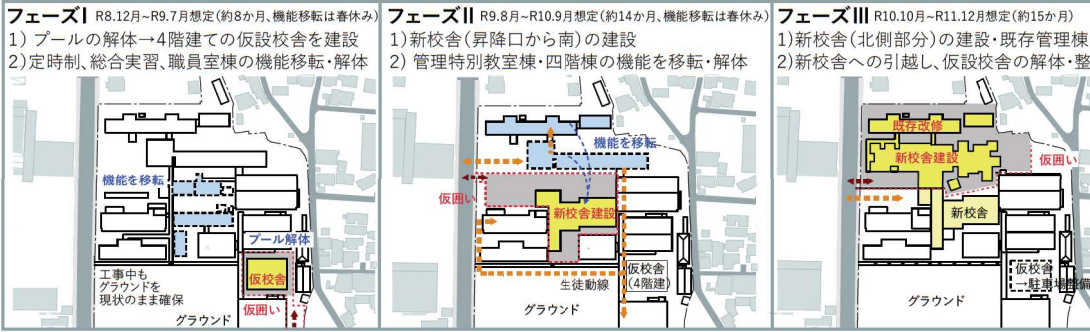 フェーズⅠ R8.12月~R9.7月想定(約8か月、機能移転は春休み)
1) プールの解体→4階建ての仮設校舎を建設
2)定時制、総合実習、職員室棟の機能移転・解体
機能を移転
プール解体
工事中も
グラウンドを
現状のまま確保
仮校舎
仮囲い
グラウンド
フェーズⅡ R9.8月~R10.9月想定(約14か月、機能移転は春休み)
1)新校舎(昇降口から南)の建設
2) 管理特別教室棟・四階棟の機能を移転・解体
機能を移転
仮囲い
新校舎建設
仮校舎
(4階建)
生徒動線
グラウンド
フェーズⅢ R10.10月~R11.12月想定(約15か月)
1)新校舎(北側部分)の建設・既存管理棟
2)新校舎への引越し、仮設校舎の解体・整
既存改修
新校舎建設
仮囲い
新校舎
仮校舎
→駐車場整備
グラウンド